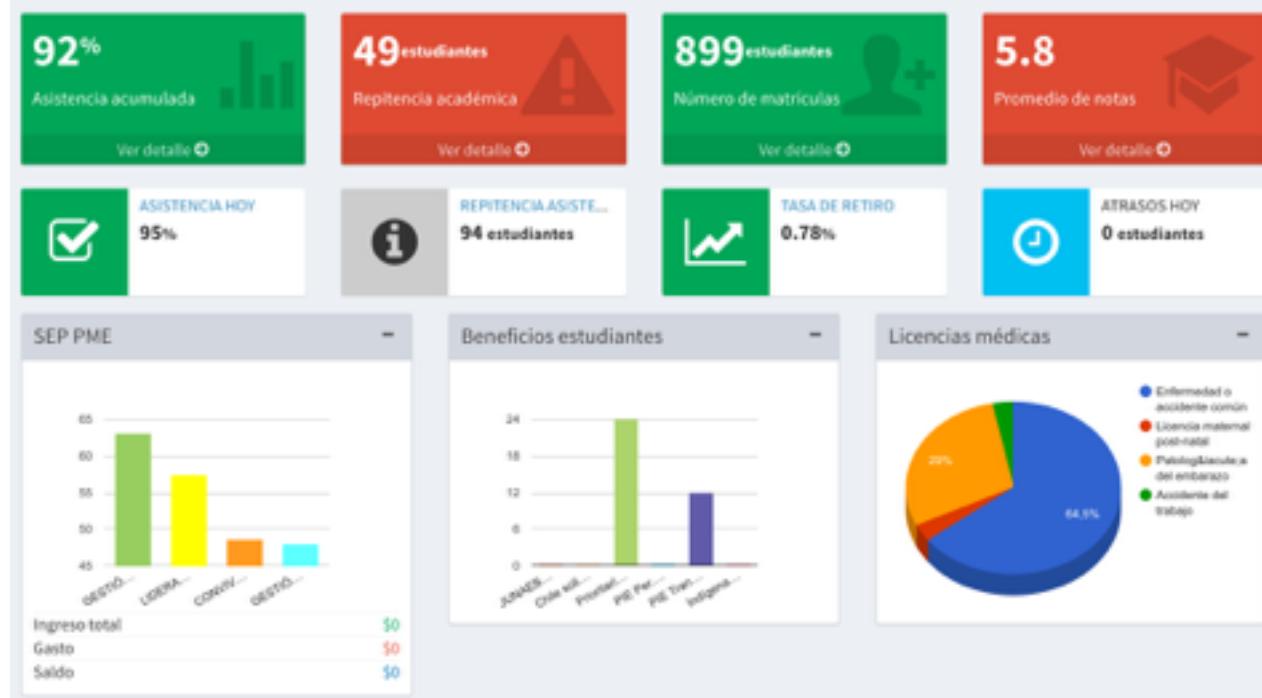 92%
Asistencia acumulada
Ver detalle
49 estudiantes
Repitencia académica
Ver detalle
899 estudiantes
Número de matrículas
Ver detalle
5.8
Promedio de notas
Ver detalle
ASISTENCIA HOY
95%
REPITENCIA ASISTE...
94 estudiantes
TASA DE RETIRO
0.78%
ATRASOS HOY
0 estudiantes
SEP PME
65
60
55
50
45
GESTIÓ...
LIDERA...
CONVIV...
GESTIÓ...
Ingreso total $0
Gasto $0
Saldo $0
Beneficios estudiantes
24
18
12
6
0
JUNAEB...
Chile sol...
Prioritari...
PIE Per...
PIE Tran...
Indígena...
Licencias médicas
Enfermedad o
accidente común
Licencia maternal
post-natal
Patolog&iacute;a
del embarazo
Accidente del
trabajo
64,5%